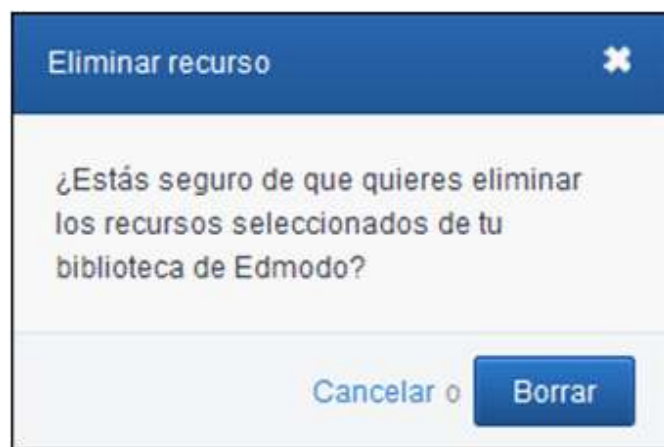 Eliminar recurso
¿Estás seguro de que quieres eliminar
los recursos seleccionados de tu
biblioteca de Edmodo?
Cancelar o Borrar